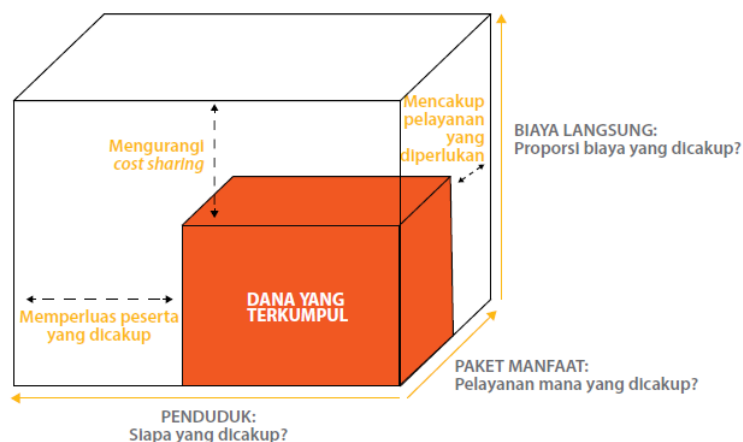 Mencakup
pelayanan
yang
diperlukan
Mengurangi
cost sharing
BIAYA LANGSUNG:
Proporsi biaya yang dicakup?
DANA YANG
TERKUMPUL
Memperluas peserta
yang dicakup
PAKET MANFAAT:
Pelayanan mana yang dicakup?
PENDUDUK:
Siapa yang dicakup?